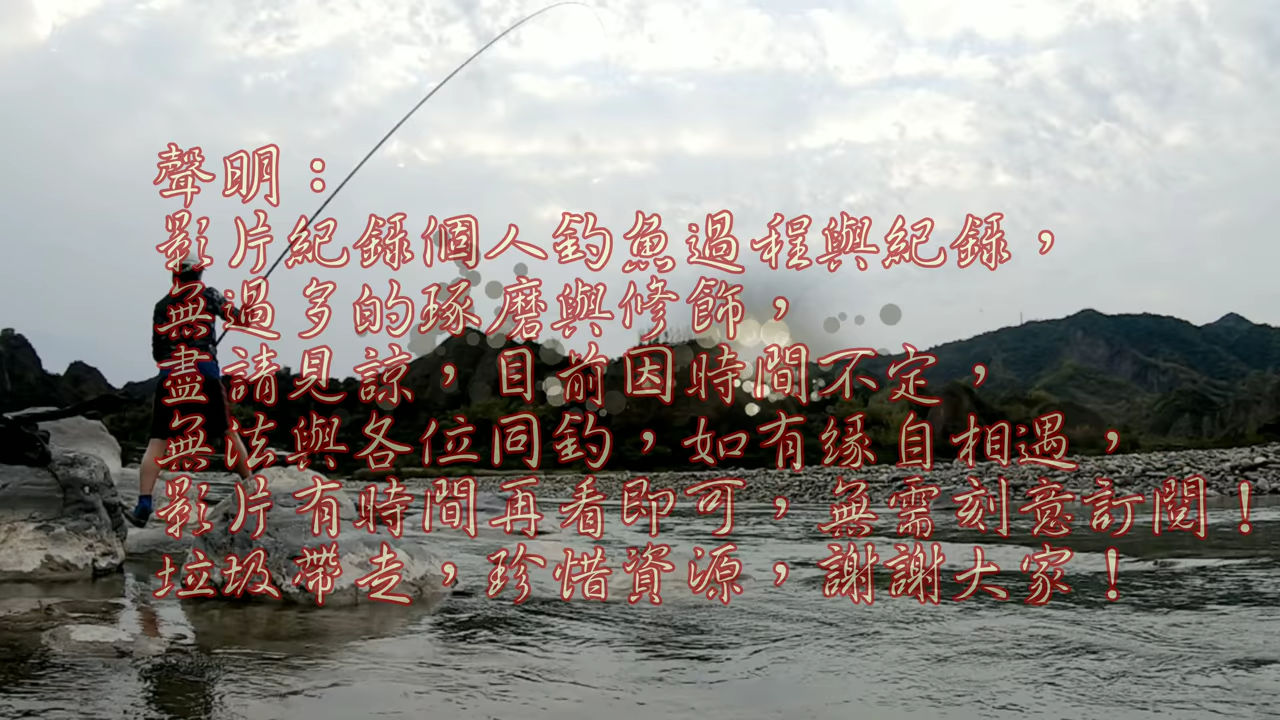 聲明：
影片紀錄個人釣魚過程與紀錄，
無過多的琢磨與修飾，
盡請見諒，目前因時間不定，
無法與各位同釣，如有緣自相遇，
影片有時間再看即可，無需刻意訂閱！
垃圾帶走，珍惜資源，謝謝大家！